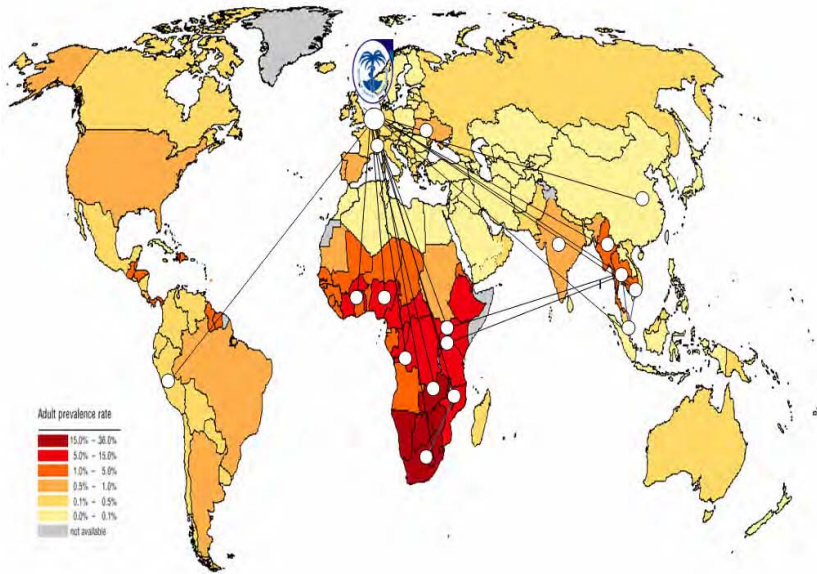 Adult prevalence rate
15.0% – 36.0%
5.0% – 15.0%
1.0% – 5.0%
0.5% – 1.0%
0.1% – 0.5%
0.0% – 0.1%
not available